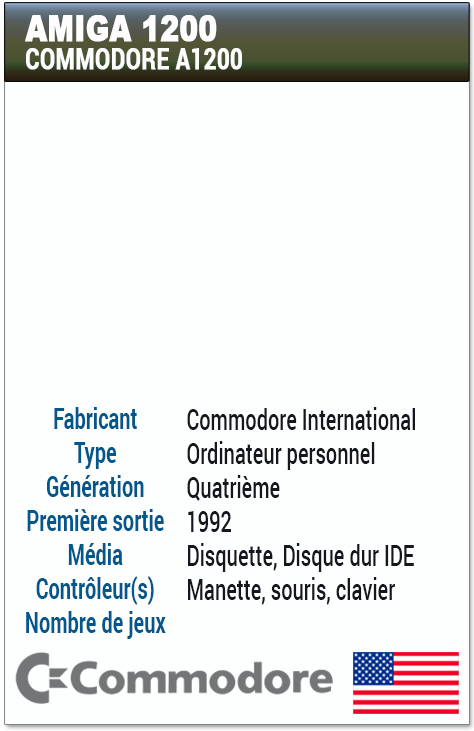 AMIGA 1200
COMMODORE A1200
Fabricant Commodore International
Type Ordinateur personnel
Génération Quatrième
Première sortie 1992
Média Disquette, Disque dur IDE
Contrôleur(s) Manette, souris, clavier
Nombre de jeux
Commodore